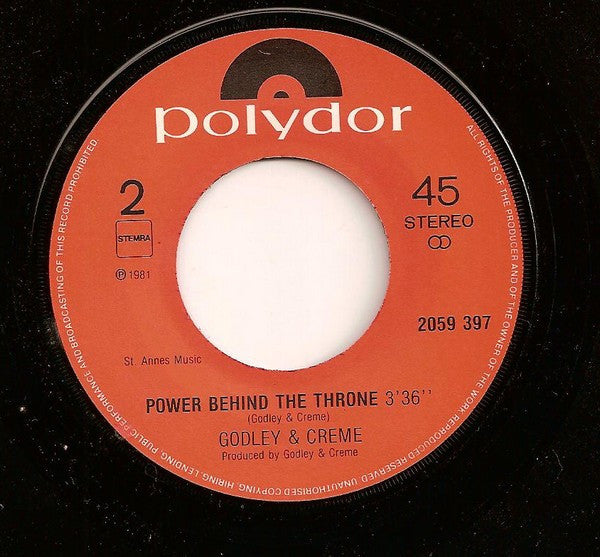 polydor
2
45
STEMRA
STEREO
℗ 1981
2059 397
St. Annes Music
POWER BEHIND THE THRONE 3'36''
(Godley & Creme)
GODLEY & CREME
Produced by Godley & Creme
ALL RIGHTS OF THE PRODUCER AND OF THE OWNER OF THE WORK REPRODUCED RESERVED. UNAUTHORISED COPYING, HIRING, LENDING, PUBLIC PERFORMANCE AND BROADCASTING OF THIS RECORD PROHIBITED.